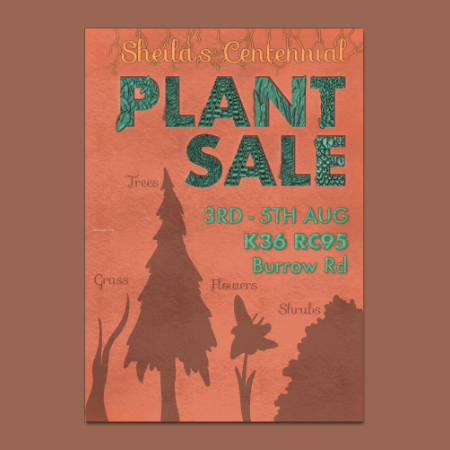 Sheila's Centennial
PLANT
SALE
Trees
3RD - 5TH AUG
K36 RC95
Burrow Rd
Grass
Flowers
Shrubs